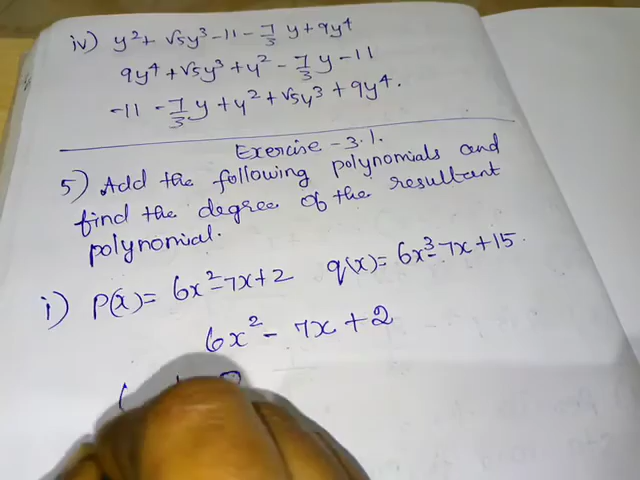 iv) y² + √5y³ - 11 - 7/3 y + 9y⁴
9y⁴ + √5y³ + y² - 7/3 y - 11
-11 - 7/3 y + y² + √5y³ + 9y⁴.
Exercise - 3.1.
5) Add the following polynomials and
find the degree of the resultant
polynomial.
i) P(x) = 6x² - 7x + 2 q(x) = 6x³ - 7x + 15.
6x² - 7x + 2